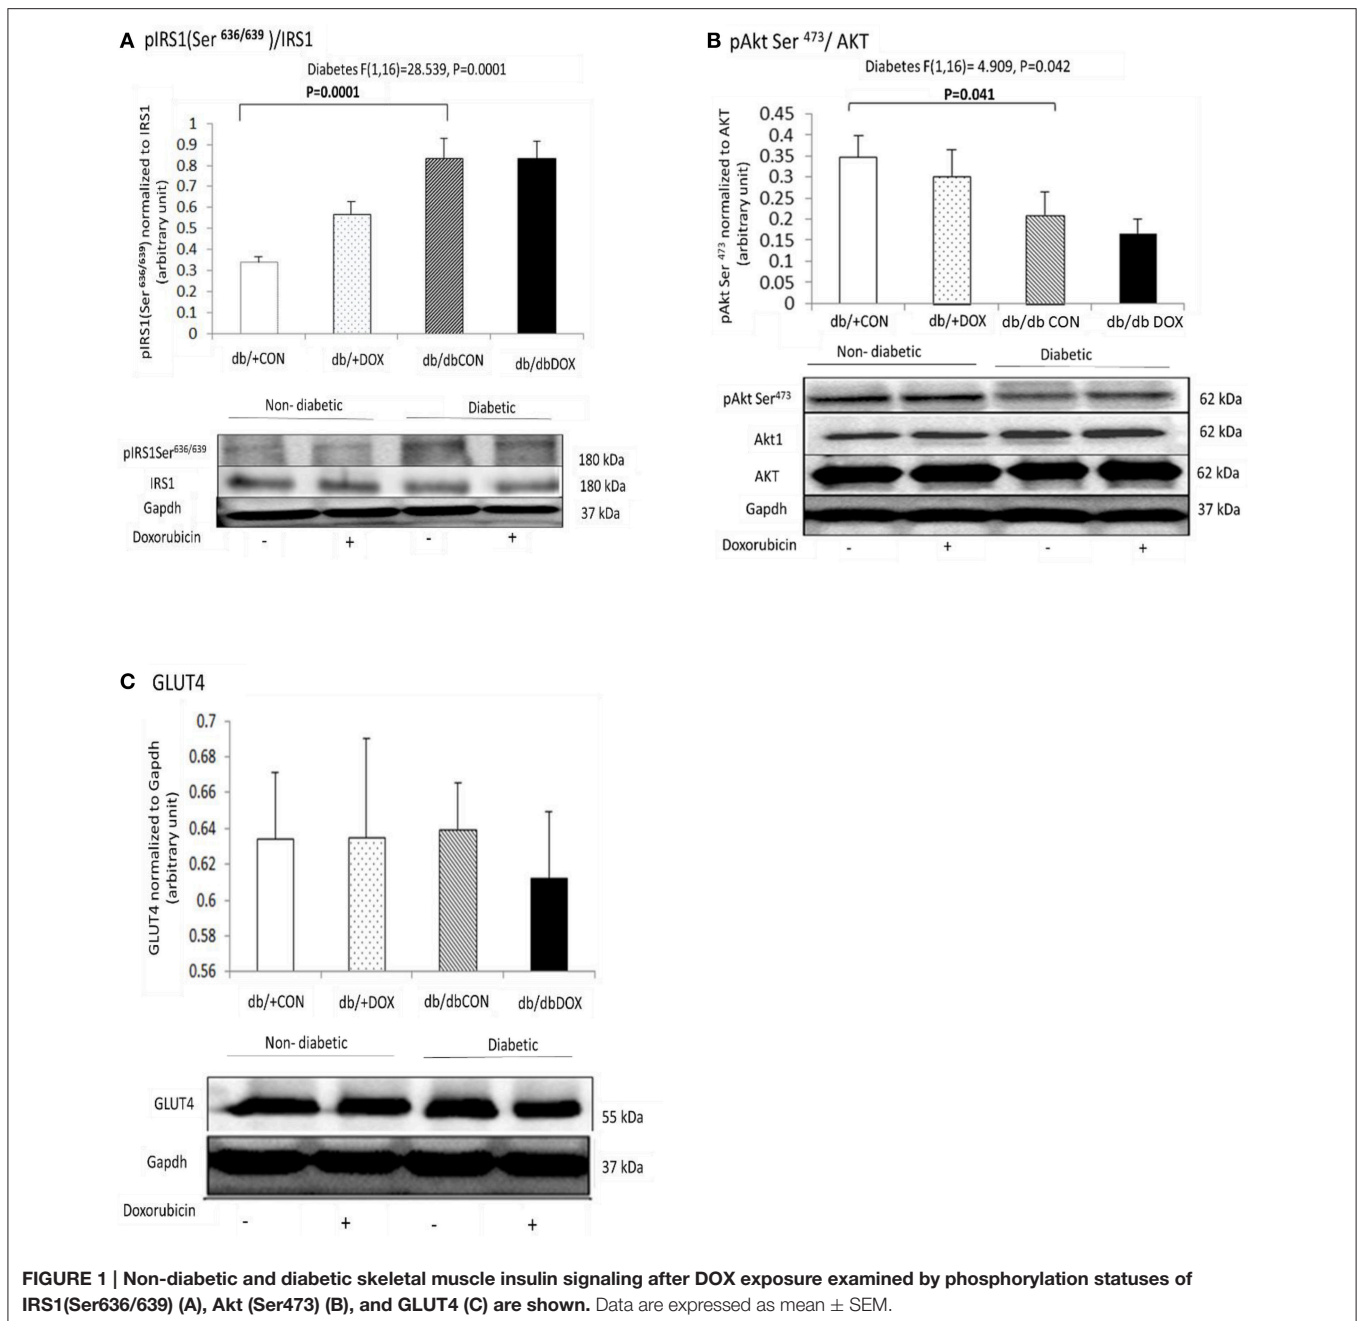 A pIRS1(Ser 636/639 )/IRS1
Diabetes F(1,16)=28.539, P=0.0001
P=0.0001
pIRS1(Ser 636/639) normalized to IRS1
(arbitrary unit)
1
0.9
0.8
0.7
0.6
0.5
0.4
0.3
0.2
0.1
0
db/+CON db/+DOX db/dbCON db/dbDOX
Non- diabetic Diabetic
pIRS1Ser636/639 180 kDa
IRS1 180 kDa
Gapdh 37 kDa
Doxorubicin - + - +
B pAkt Ser 473/ AKT
Diabetes F(1,16)= 4.909, P=0.042
P=0.041
pAkt Ser 473 normalized to AKT
(arbitrary unit)
0.45
0.4
0.35
0.3
0.25
0.2
0.15
0.1
0.05
0
db/+CON db/+DOX db/db CON db/db DOX
Non- diabetic Diabetic
pAkt Ser473 62 kDa
Akt1 62 kDa
AKT 62 kDa
Gapdh 37 kDa
Doxorubicin - + - +
C GLUT4
GLUT4 normalized to Gapdh
(arbitrary unit)
0.7
0.68
0.66
0.64
0.62
0.6
0.58
0.56
db/+CON db/+DOX db/dbCON db/dbDOX
Non- diabetic Diabetic
GLUT4 55 kDa
Gapdh 37 kDa
Doxorubicin - + - +
FIGURE 1 | Non-diabetic and diabetic skeletal muscle insulin signaling after DOX exposure examined by phosphorylation statuses of
IRS1(Ser636/639) (A), Akt (Ser473) (B), and GLUT4 (C) are shown. Data are expressed as mean ± SEM.